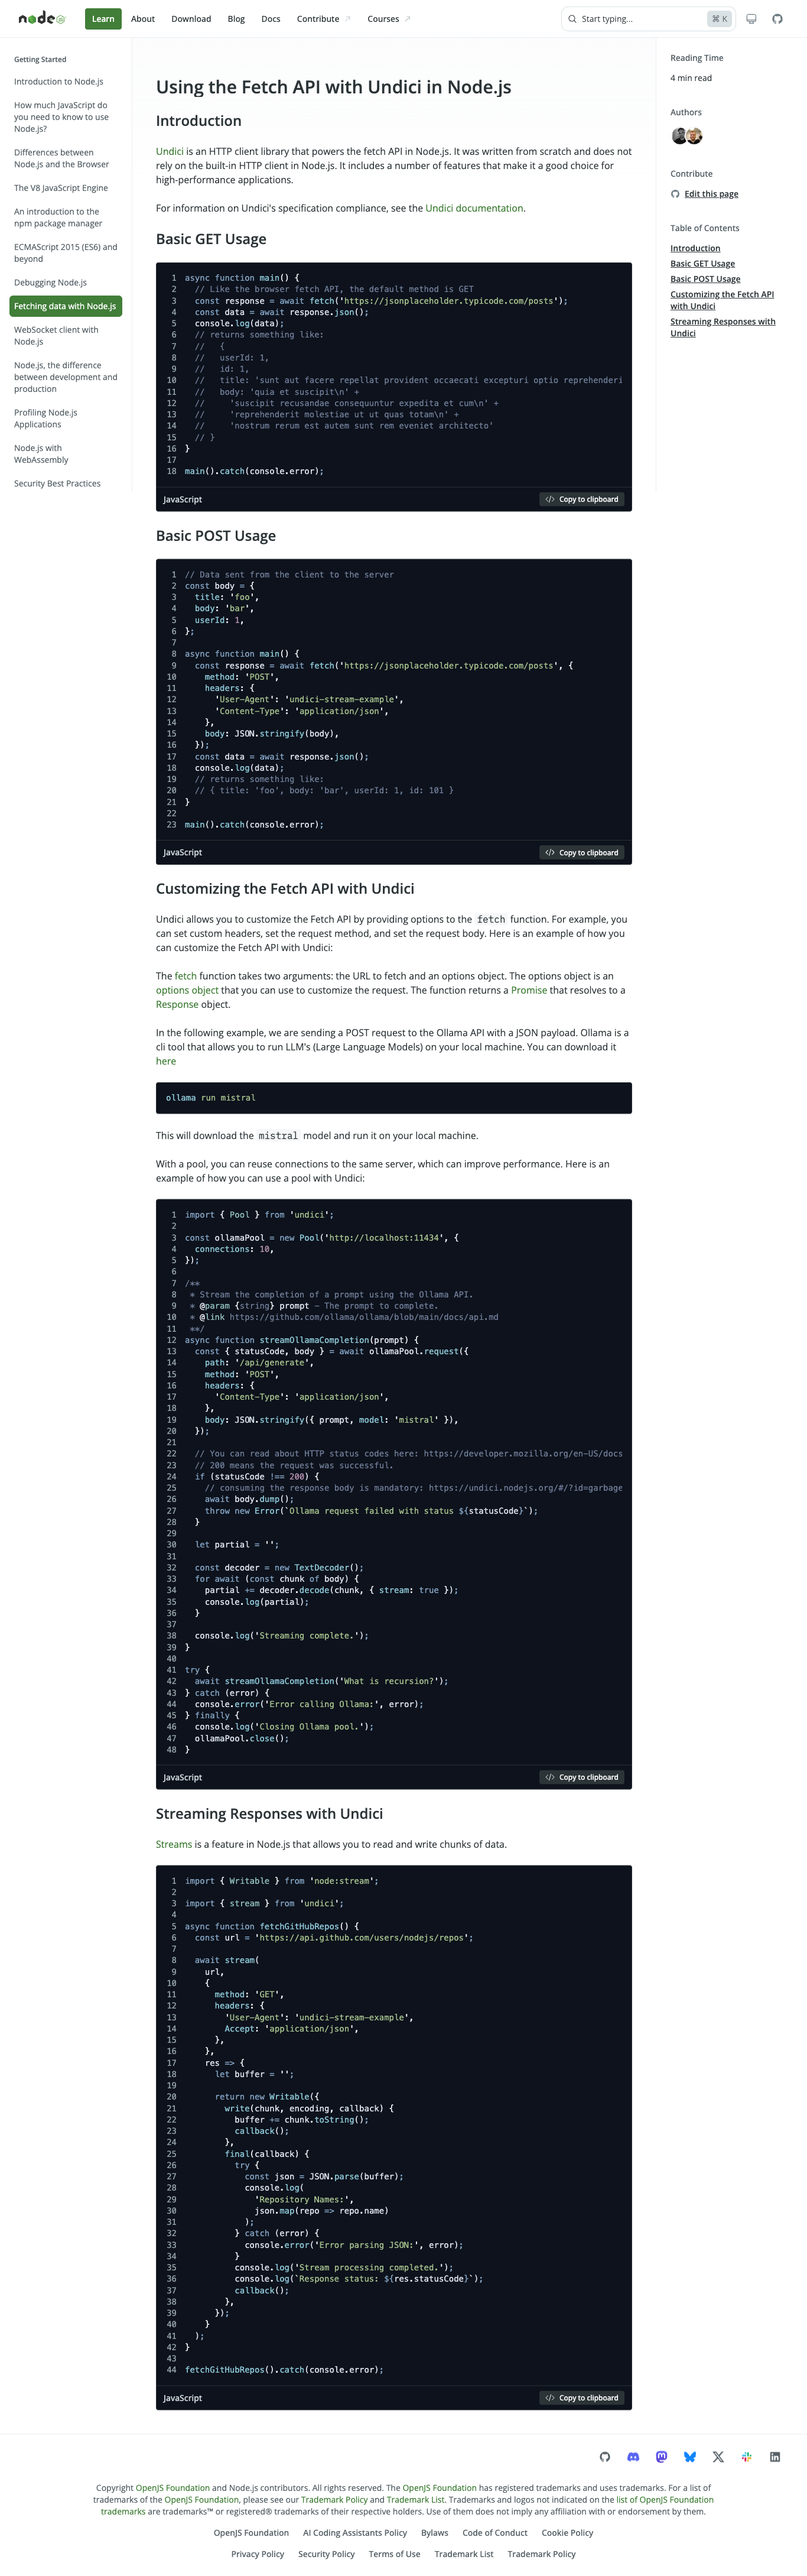 node
Learn
About
Download
Blog
Docs
Contribute
Courses
Start typing...
⌘ K
Getting Started
Introduction to Node.js
How much JavaScript do
you need to know to use
Node.js?
Differences between
Node.js and the Browser
The V8 JavaScript Engine
An introduction to the
npm package manager
ECMAScript 2015 (ES6) and
beyond
Debugging Node.js
Fetching data with Node.js
WebSocket client with
Node.js
Node.js, the difference
between development and
production
Profiling Node.js
Applications
Node.js with
WebAssembly
Security Best Practices
Using the Fetch API with Undici in Node.js
Introduction
Undici is an HTTP client library that powers the fetch API in Node.js. It was written from scratch and does not
rely on the built-in HTTP client in Node.js. It includes a number of features that make it a good choice for
high-performance applications.
For information on Undici's specification compliance, see the Undici documentation.
Basic GET Usage
1 async function main() {
2   // Like the browser fetch API, the default method is GET
3   const response = await fetch('https://jsonplaceholder.typicode.com/posts');
4   const data = await response.json();
5   console.log(data);
6   // returns something like:
7   //   {
8   //   userId: 1,
9   //   id: 1,
10   //   title: 'sunt aut facere repellat provident occaecati excepturi optio reprehenderi
11   //   body: 'quia et suscipit\n' +
12   //     'suscipit recusandae consequuntur expedita et cum\n' +
13   //     'reprehenderit molestiae ut ut quas totam\n' +
14   //     'nostrum rerum est autem sunt rem eveniet architecto'
15   // }
16 }
17
18 main().catch(console.error);
JavaScript
Copy to clipboard
Basic POST Usage
1 // Data sent from the client to the server
2 const body = {
3   title: 'foo',
4   body: 'bar',
5   userId: 1,
6 };
7
8 async function main() {
9   const response = await fetch('https://jsonplaceholder.typicode.com/posts', {
10     method: 'POST',
11     headers: {
12       'User-Agent': 'undici-stream-example',
13       'Content-Type': 'application/json',
14     },
15     body: JSON.stringify(body),
16   });
17   const data = await response.json();
18   console.log(data);
19   // returns something like:
20   // { title: 'foo', body: 'bar', userId: 1, id: 101 }
21 }
22
23 main().catch(console.error);
JavaScript
Copy to clipboard
Customizing the Fetch API with Undici
Undici allows you to customize the Fetch API by providing options to the fetch function. For example, you
can set custom headers, set the request method, and set the request body. Here is an example of how you
can customize the Fetch API with Undici:
The fetch function takes two arguments: the URL to fetch and an options object. The options object is an
options object that you can use to customize the request. The function returns a Promise that resolves to a
Response object.
In the following example, we are sending a POST request to the Ollama API with a JSON payload. Ollama is a
cli tool that allows you to run LLM's (Large Language Models) on your local machine. You can download it
here
ollama run mistral
This will download the mistral model and run it on your local machine.
With a pool, you can reuse connections to the same server, which can improve performance. Here is an
example of how you can use a pool with Undici:
1 import { Pool } from 'undici';
2
3 const ollamaPool = new Pool('http://localhost:11434', {
4   connections: 10,
5 });
6
7 /**
8  * Stream the completion of a prompt using the Ollama API.
9  * @param {string} prompt - The prompt to complete.
10  * @link https://github.com/ollama/ollama/blob/main/docs/api.md
11  **/
12 async function streamOllamaCompletion(prompt) {
13   const { statusCode, body } = await ollamaPool.request({
14     path: '/api/generate',
15     method: 'POST',
16     headers: {
17       'Content-Type': 'application/json',
18     },
19     body: JSON.stringify({ prompt, model: 'mistral' }),
20   });
21
22   // You can read about HTTP status codes here: https://developer.mozilla.org/en-US/docs
23   // 200 means the request was successful.
24   if (statusCode !== 200) {
25     // consuming the response body is mandatory: https://undici.nodejs.org/#/?id=garbage
26     await body.dump();
27     throw new Error(`Ollama request failed with status ${statusCode}`);
28   }
29
30   let partial = '';
31
32   const decoder = new TextDecoder();
33   for await (const chunk of body) {
34     partial += decoder.decode(chunk, { stream: true });
35     console.log(partial);
36   }
37
38   console.log('Streaming complete.');
39 }
40
41 try {
42   await streamOllamaCompletion('What is recursion?');
43 } catch (error) {
44   console.error('Error calling Ollama:', error);
45 } finally {
46   console.log('Closing Ollama pool.');
47   ollamaPool.close();
48 }
JavaScript
Copy to clipboard
Streaming Responses with Undici
Streams is a feature in Node.js that allows you to read and write chunks of data.
1 import { Writable } from 'node:stream';
2
3 import { stream } from 'undici';
4
5 async function fetchGitHubRepos() {
6   const url = 'https://api.github.com/users/nodejs/repos';
7
8   await stream(
9     url,
10     {
11       method: 'GET',
12       headers: {
13         'User-Agent': 'undici-stream-example',
14         Accept: 'application/json',
15       },
16     },
17     res => {
18       let buffer = '';
19
20       return new Writable({
21         write(chunk, encoding, callback) {
22           buffer += chunk.toString();
23           callback();
24         },
25         final(callback) {
26           try {
27             const json = JSON.parse(buffer);
28             console.log(
29               'Repository Names:',
30               json.map(repo => repo.name)
31             );
32           } catch (error) {
33             console.error('Error parsing JSON:', error);
34           }
35           console.log('Stream processing completed.');
36           console.log(`Response status: ${res.statusCode}`);
37           callback();
38         },
39       });
40     }
41   );
42 }
43
44 fetchGitHubRepos().catch(console.error);
JavaScript
Copy to clipboard
Reading Time
4 min read
Authors
Contribute
Edit this page
Table of Contents
Introduction
Basic GET Usage
Basic POST Usage
Customizing the Fetch API
with Undici
Streaming Responses with
Undici
Copyright OpenJS Foundation and Node.js contributors. All rights reserved. The OpenJS Foundation has registered trademarks and uses trademarks. For a list of
trademarks of the OpenJS Foundation, please see our Trademark Policy and Trademark List. Trademarks and logos not indicated on the list of OpenJS Foundation
trademarks are trademarks™ or registered® trademarks of their respective holders. Use of them does not imply any affiliation with or endorsement by them.
OpenJS Foundation
AI Coding Assistants Policy
Bylaws
Code of Conduct
Cookie Policy
Privacy Policy
Security Policy
Terms of Use
Trademark List
Trademark Policy